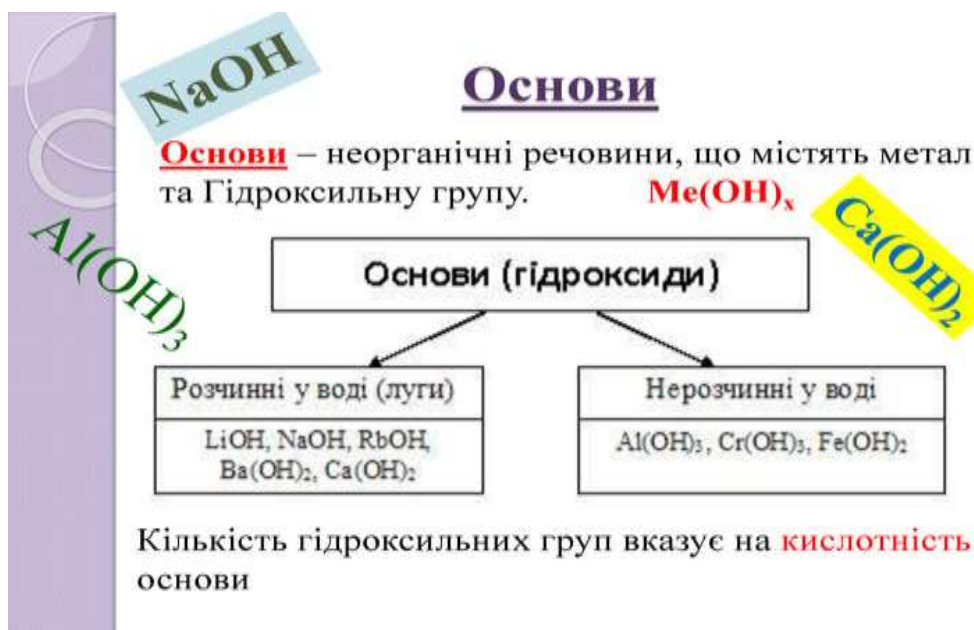 NaOH
Основи
Основи – неорганічні речовини, що містять метал
та Гідроксильну групу. Me(OH)ₓ
Al(OH)₃
Ca(OH)₂
Основи (гідроксиди)
Розчинні у воді (луги)
LiOH, NaOH, RbOH,
Ba(OH)₂, Ca(OH)₂
Нерозчинні у воді
Al(OH)₃, Cr(OH)₃, Fe(OH)₂
Кількість гідроксильних груп вказує на кислотність
основи